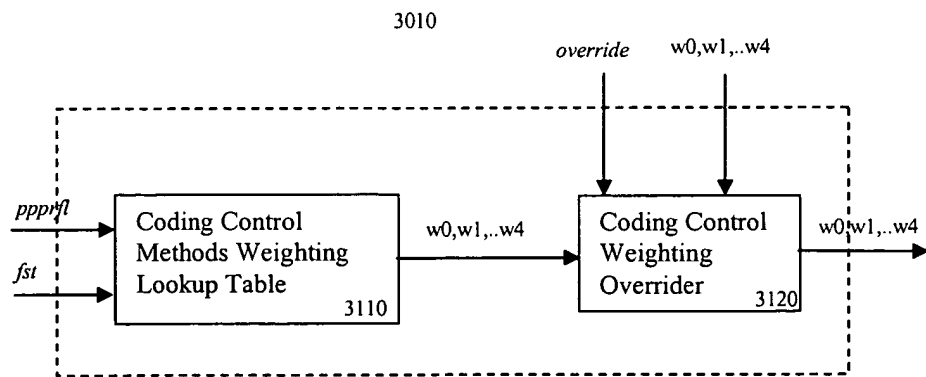 3010
override
w0,w1,..w4
ppprfl
fst
Coding Control
Methods Weighting
Lookup Table
3110
w0,w1,..w4
Coding Control
Weighting
Overrider
3120
w0,w1,..w4